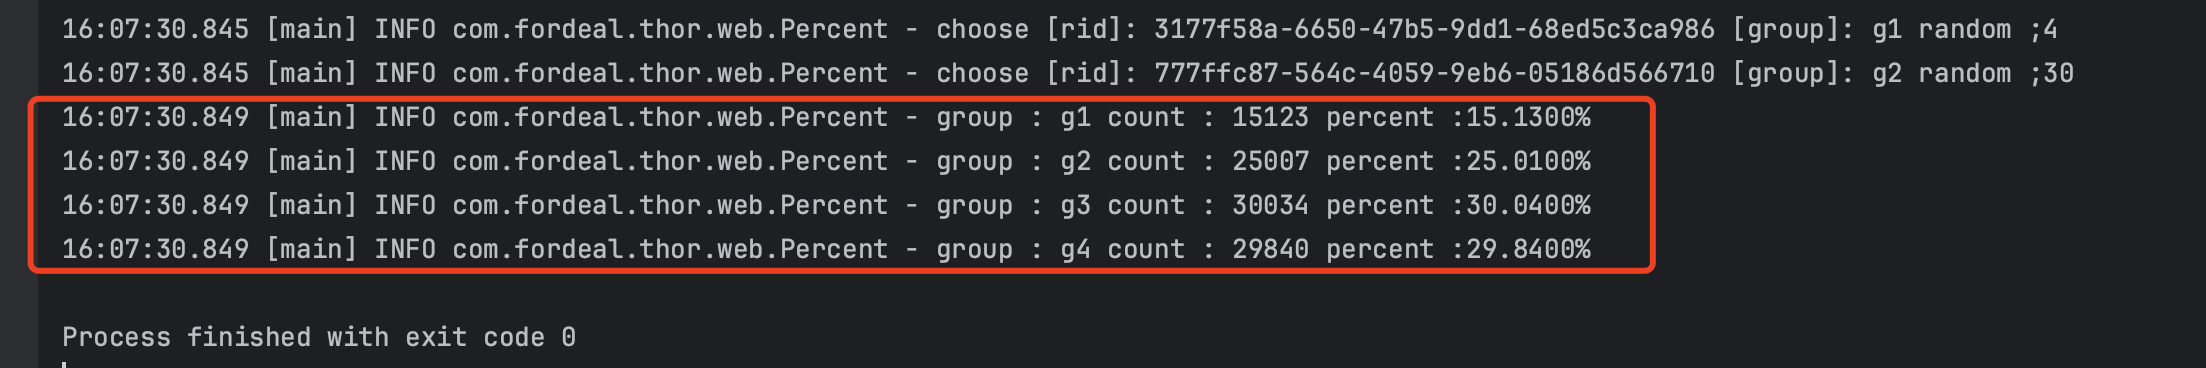 16:07:30.845 [main] INFO com.fordeal.thor.web.Percent - choose [rid]: 3177f58a-6650-47b5-9dd1-68ed5c3ca986 [group]: g1 random ;4
16:07:30.845 [main] INFO com.fordeal.thor.web.Percent - choose [rid]: 777ffc87-564c-4059-9eb6-05186d566710 [group]: g2 random ;30
16:07:30.849 [main] INFO com.fordeal.thor.web.Percent - group : g1 count : 15123 percent :15.1300%
16:07:30.849 [main] INFO com.fordeal.thor.web.Percent - group : g2 count : 25007 percent :25.0100%
16:07:30.849 [main] INFO com.fordeal.thor.web.Percent - group : g3 count : 30034 percent :30.0400%
16:07:30.849 [main] INFO com.fordeal.thor.web.Percent - group : g4 count : 29840 percent :29.8400%
Process finished with exit code 0